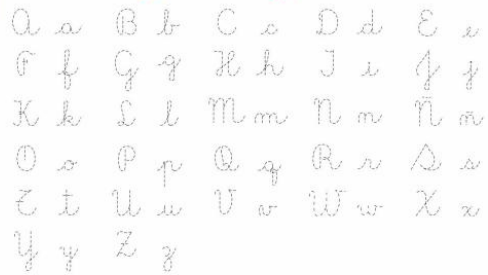 A a B b C c D d E e
F f G g H h I i J j
K k L l M m N n Ñ ñ
O o P p Q q R r S s
T t U u V v W w X x
Y y Z z